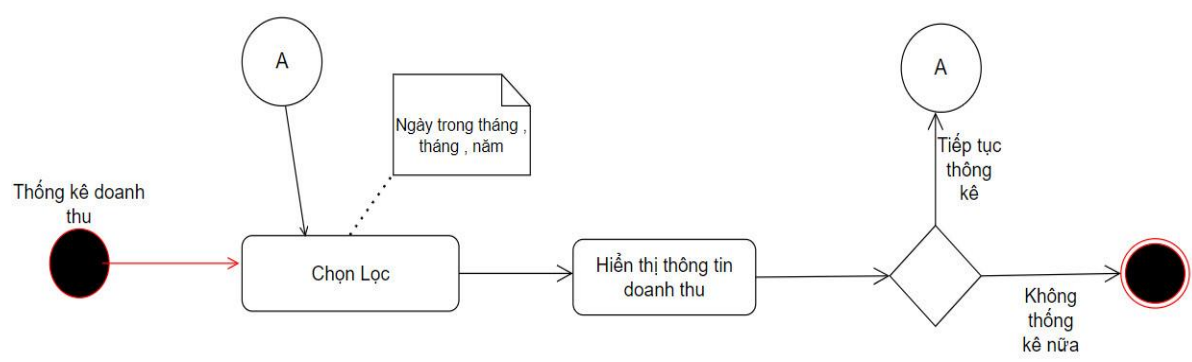 A
A
Ngày trong tháng ,
tháng , năm
Tiếp tục
thông
kê
Thống kê doanh
thu
Chọn Lọc
Hiển thị thông tin
doanh thu
Không
thống
kê nữa